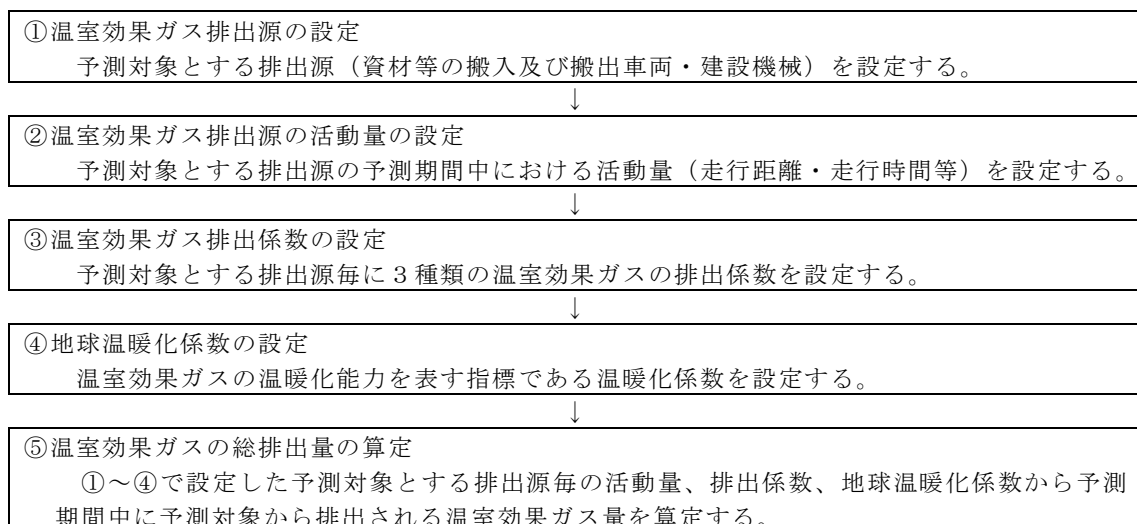 ①温室効果ガス排出源の設定
予測対象とする排出源（資材等の搬入及び搬出車両・建設機械）を設定する。
↓
②温室効果ガス排出源の活動量の設定
予測対象とする排出源の予測期間中における活動量（走行距離・走行時間等）を設定する。
↓
③温室効果ガス排出係数の設定
予測対象とする排出源毎に３種類の温室効果ガスの排出係数を設定する。
↓
④地球温暖化係数の設定
温室効果ガスの温暖化能力を表す指標である温暖化係数を設定する。
↓
⑤温室効果ガスの総排出量の算定
①～④で設定した予測対象とする排出源毎の活動量、排出係数、地球温暖化係数から予測
期間中に予測対象から排出される温室効果ガス量を算定する。